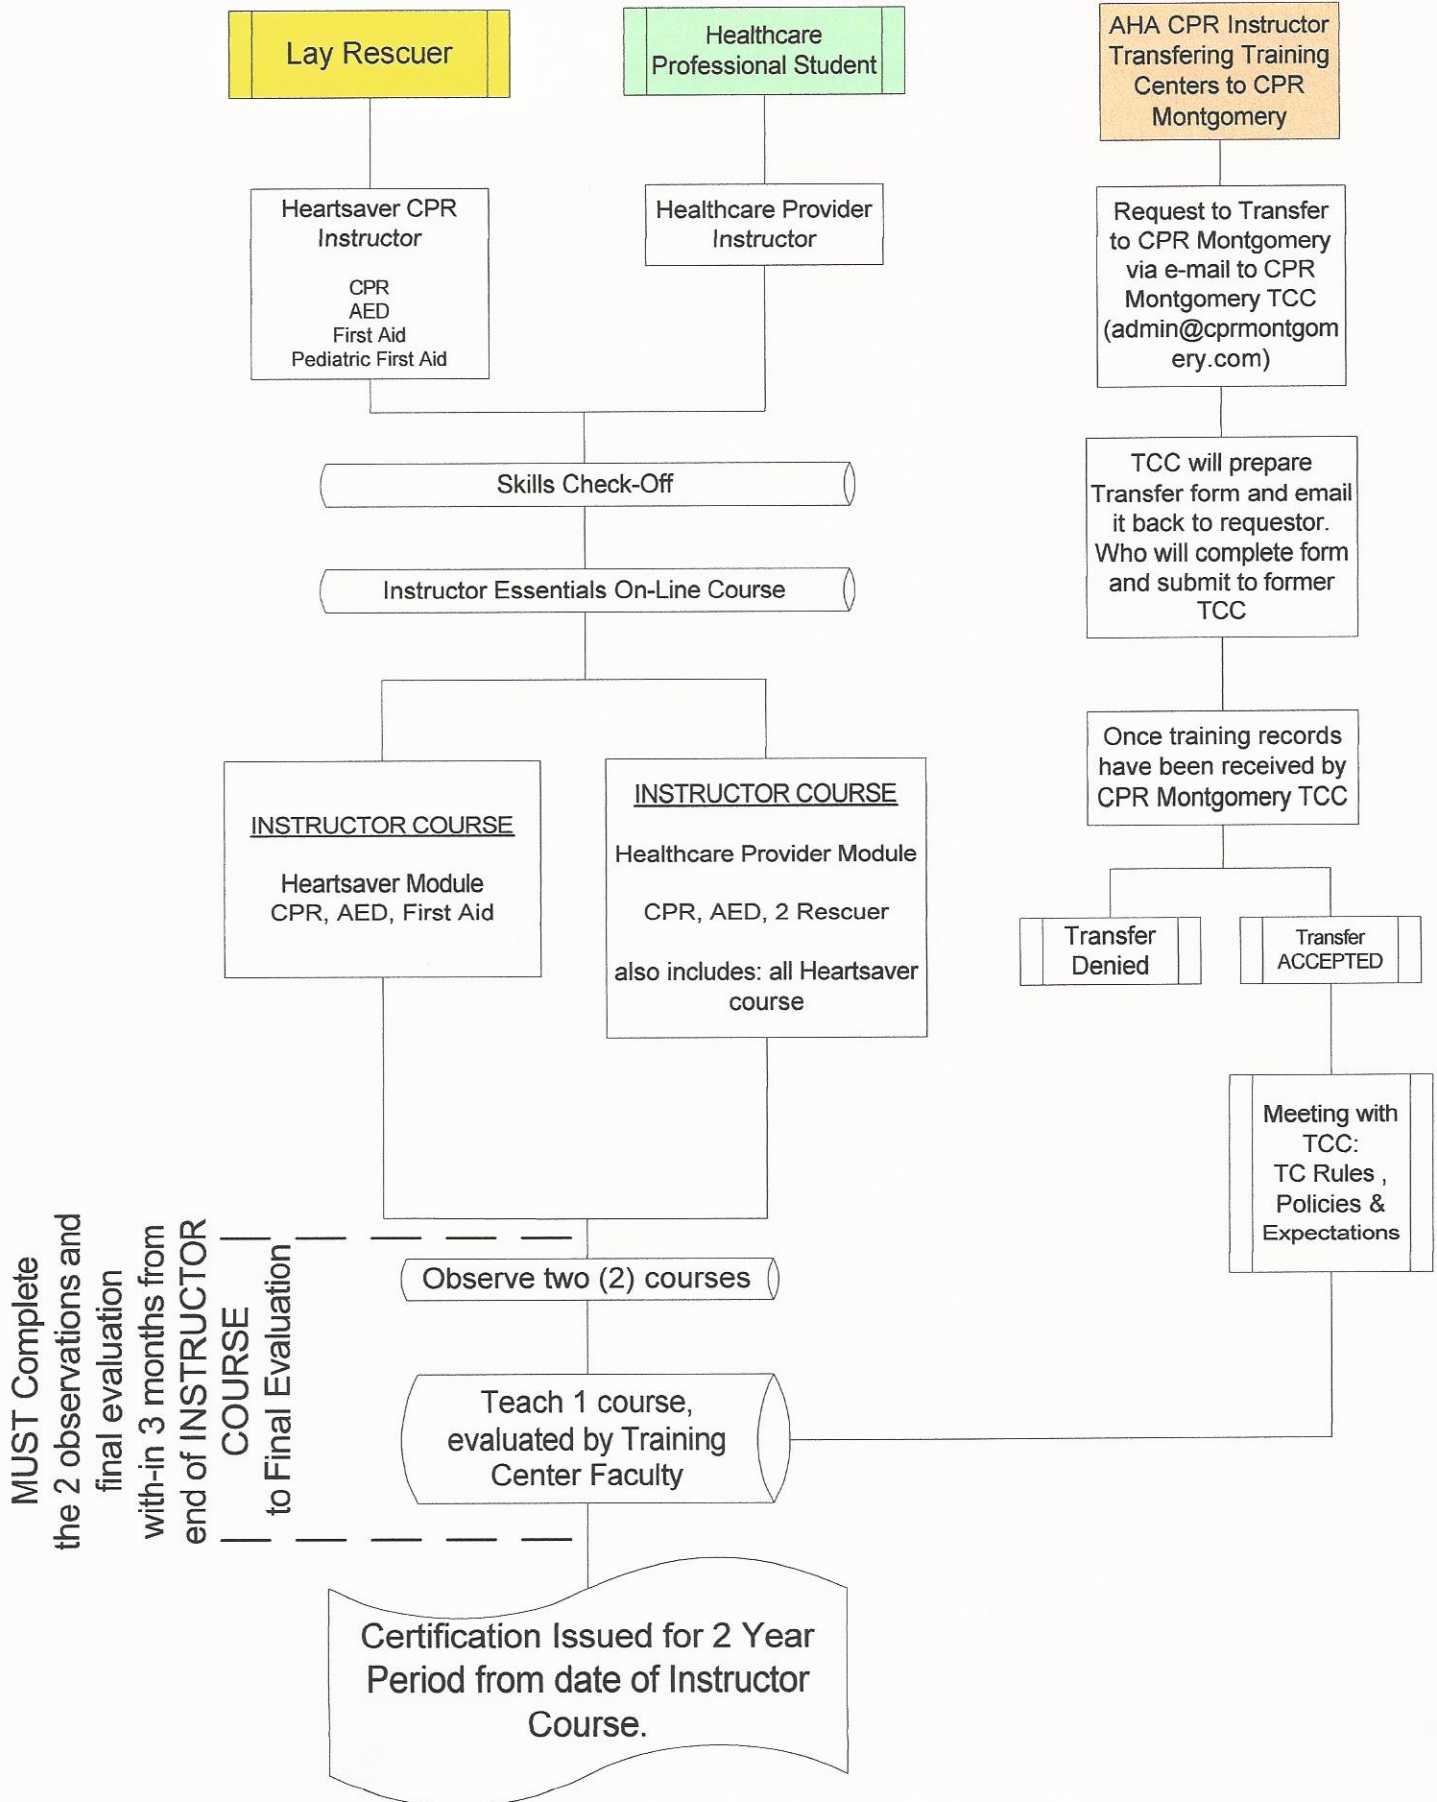 Lay Rescuer
Healthcare
Professional Student
AHA CPR Instructor
Transfering Training
Centers to CPR
Montgomery
Heartsaver CPR
Instructor
CPR
AED
First Aid
Pediatric First Aid
Healthcare Provider
Instructor
Request to Transfer
to CPR Montgomery
via e-mail to CPR
Montgomery TCC
(admin@cprmontgom
ery.com)
Skills Check-Off
Instructor Essentials On-Line Course
TCC will prepare
Transfer form and email
it back to requestor.
Who will complete form
and submit to former
TCC
Once training records
have been received by
CPR Montgomery TCC
INSTRUCTOR COURSE
Heartsaver Module
CPR, AED, First Aid
INSTRUCTOR COURSE
Healthcare Provider Module
CPR, AED, 2 Rescuer
also includes: all Heartsaver
course
Transfer
Denied
Transfer
ACCEPTED
Meeting with
TCC:
TC Rules ,
Policies &
Expectations
MUST Complete
the 2 observations and
final evaluation
with-in 3 months from
end of INSTRUCTOR
COURSE
to Final Evaluation
Observe two (2) courses
Teach 1 course,
evaluated by Training
Center Faculty
Certification Issued for 2 Year
Period from date of Instructor
Course.